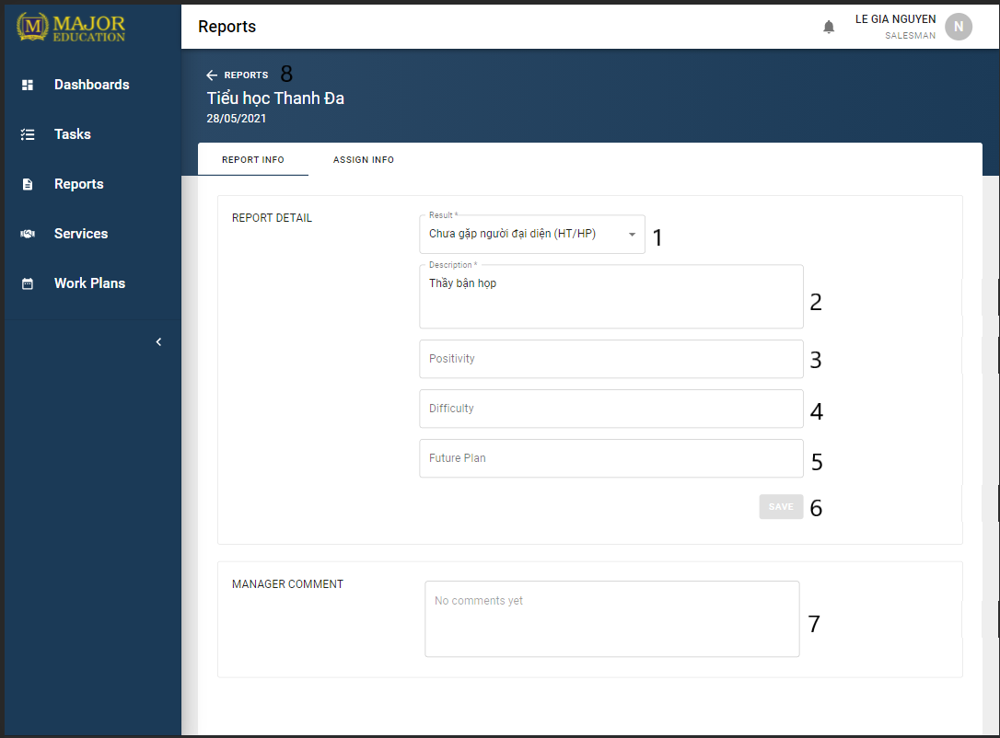 MAJOR
EDUCATION
Dashboards
Tasks
Reports
Services
Work Plans
Reports
LE GIA NGUYEN
SALESMAN
N
REPORTS 8
Tiểu học Thanh Đa
28/05/2021
REPORT INFO
ASSIGN INFO
REPORT DETAIL
Result *
Chưa gặp người đại diện (HT/HP)
1
Description *
Thầy bận họp
2
Positivity
3
Difficulty
4
Future Plan
5
SAVE
6
MANAGER COMMENT
No comments yet
7